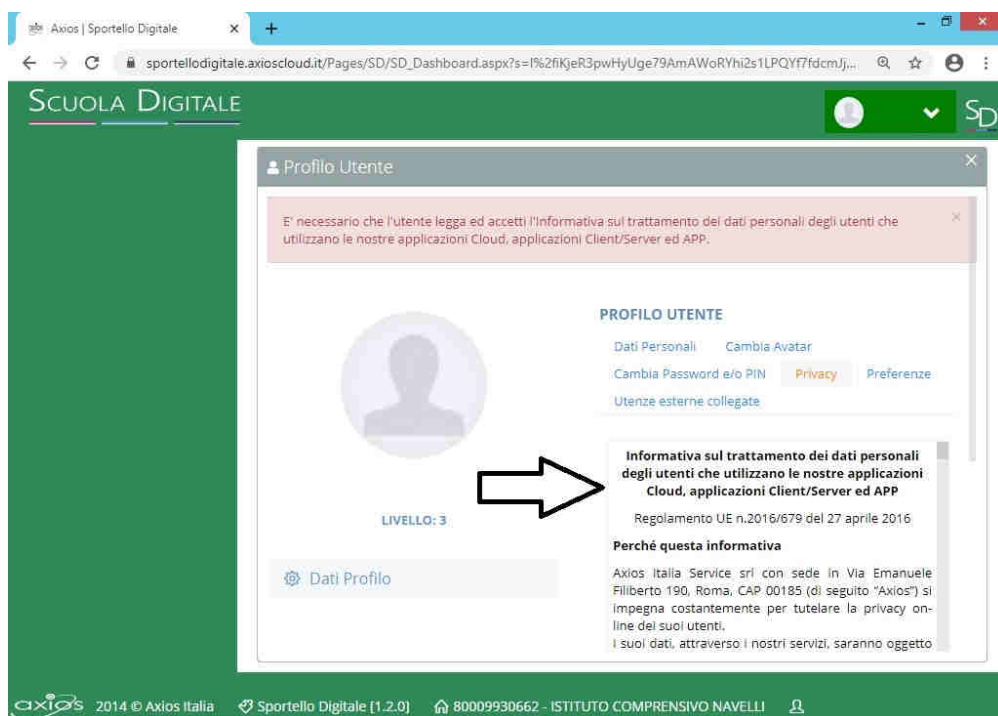 Axios | Sportello Digitale
sportellodigitale.axioscloud.it/Pages/SD/SD_Dashboard.aspx?s=I%2fiKjeR3pwHyUge79AmAWoRYhi2s1LPQYf7fdcmJj...
SCUOLA DIGITALE
SD
Profilo Utente
E' necessario che l'utente legga ed accetti l'Informativa sul trattamento dei dati personali degli utenti che
utilizzano le nostre applicazioni Cloud, applicazioni Client/Server ed APP.
PROFILO UTENTE
Dati Personali Cambia Avatar
Cambia Password e/o PIN Privacy Preferenze
Utenze esterne collegate
Informativa sul trattamento dei dati personali
degli utenti che utilizzano le nostre applicazioni
Cloud, applicazioni Client/Server ed APP
LIVELLO: 3
Regolamento UE n.2016/679 del 27 aprile 2016
Perché questa informativa
Dati Profilo
Axios Italia Service srl con sede in Via Emanuele
Filiberto 190, Roma, CAP 00185 (di seguito "Axios") si
impegna costantemente per tutelare la privacy on-
line dei suoi utenti.
I suoi dati, attraverso i nostri servizi, saranno oggetto
axios 2014 © Axios Italia Sportello Digitale [1.2.0] 80009930662 - ISTITUTO COMPRENSIVO NAVELLI